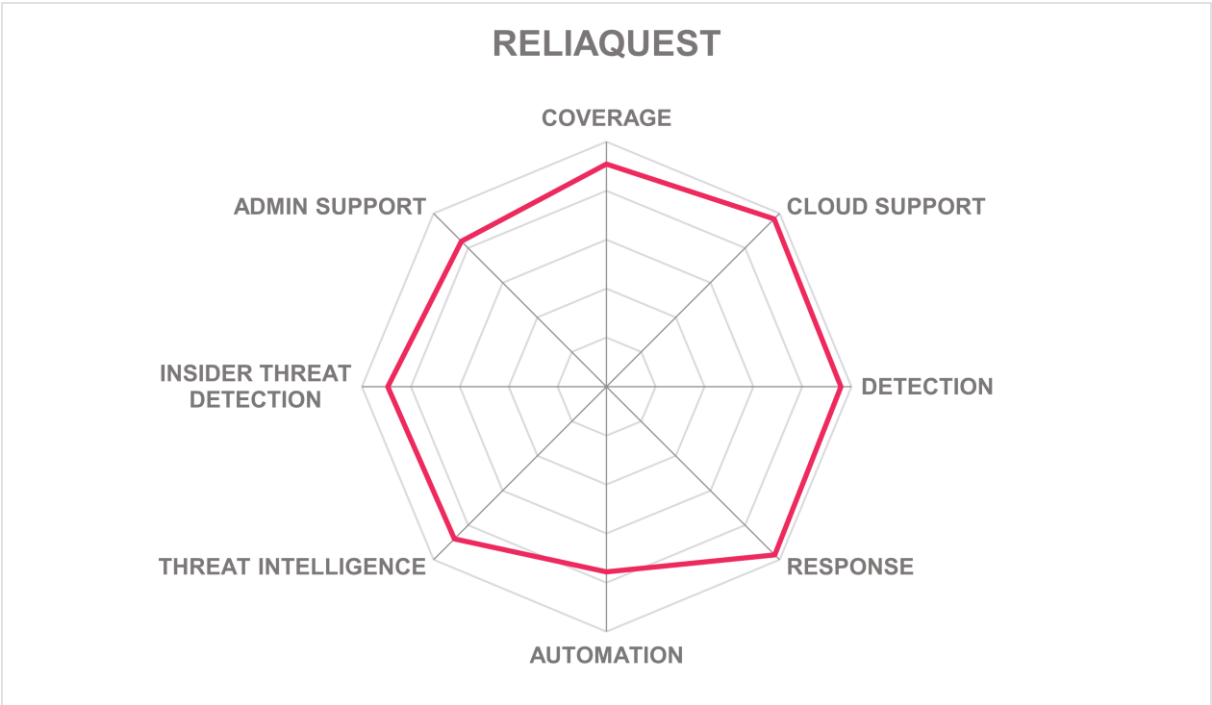 RELIAQUEST
COVERAGE
ADMIN SUPPORT
CLOUD SUPPORT
INSIDER THREAT
DETECTION
DETECTION
THREAT INTELLIGENCE
RESPONSE
AUTOMATION